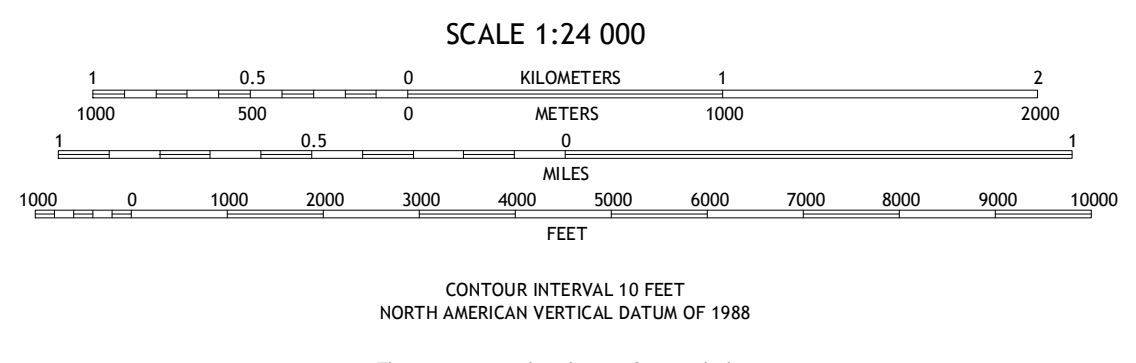 SCALE 1:24 000
1 0.5 0 KILOMETERS 1 2
1000 500 0 METERS 1000 2000
1 0.5 0 1
MILES
1000 0 1000 2000 3000 4000 5000 6000 7000 8000 9000 10000
FEET
CONTOUR INTERVAL 10 FEET
NORTH AMERICAN VERTICAL DATUM OF 1988